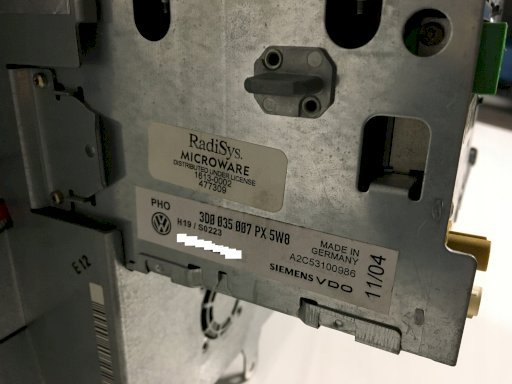 RadiSys.
MICROWARE
DISTRIBUTED UNDER LICENSE
1613-0002
477309
PHO
3D0 035 007 PX 5W8
H19 / S0223
MADE IN
GERMANY
A2C53100986
SIEMENS VDO
11/04
E12